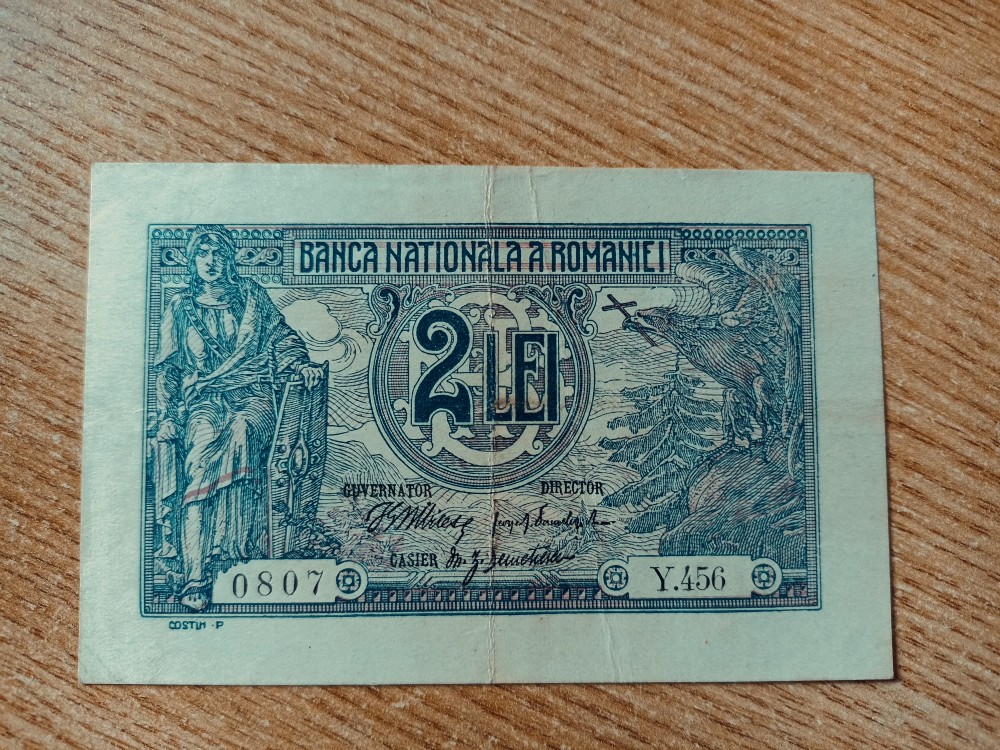 BANCA NATIONALA A ROMANIEI
2 LEI
GUVERNATOR DIRECTOR
CASIER
0807 Y.456
COSTIN · P